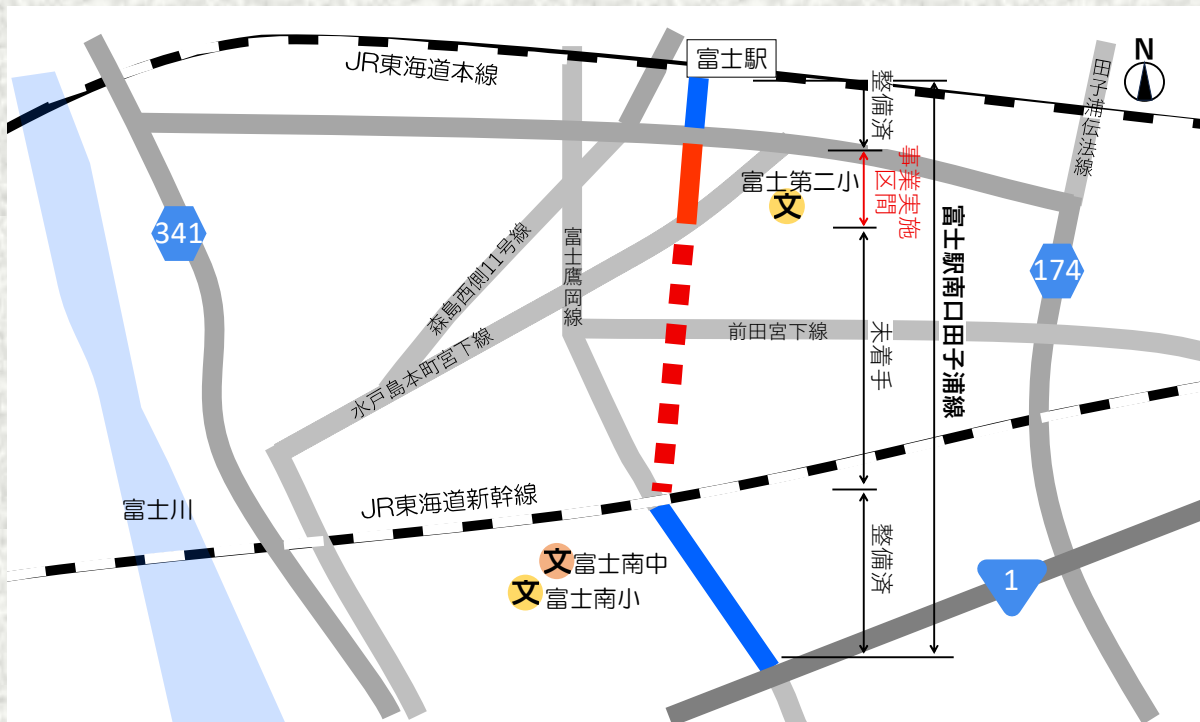 富士駅
N
JR東海道本線
整備済
田子浦伝法線
事業実施
区間
富士第二小
文
341
森島西側11号線
富士鷹岡線
富士駅南口田子浦線
174
前田宮下線
未着手
水戸島本町宮下線
JR東海道新幹線
富士川
整備済
文
富士南中
文
富士南小
1